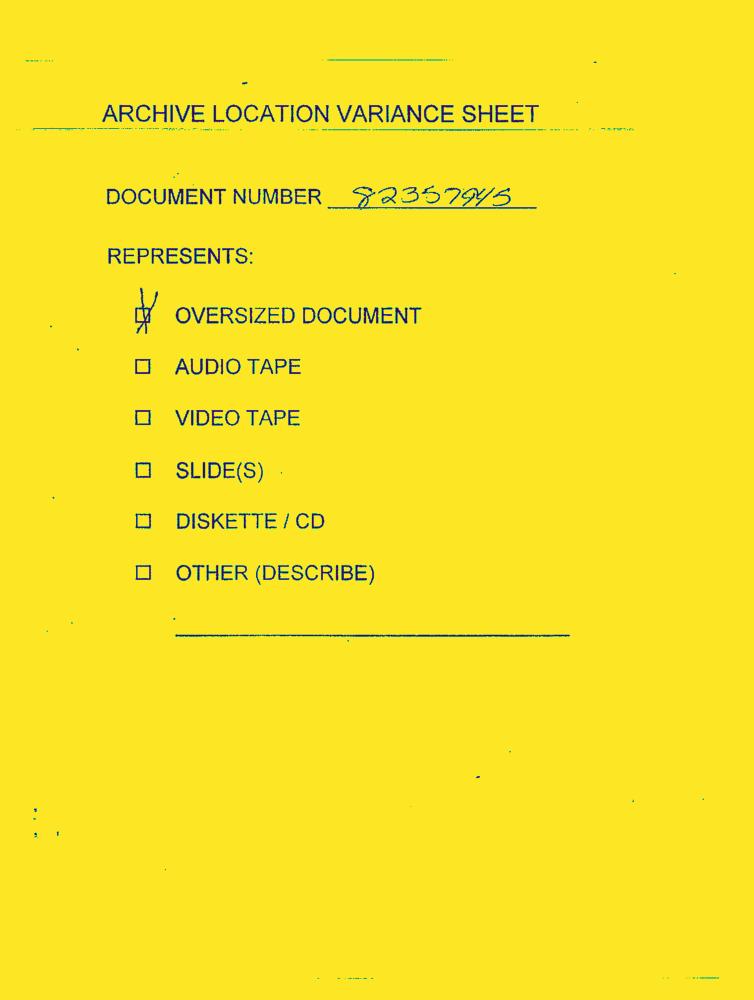 ARCHIVE LOCATION VARIANCE SHEET
DOCUMENT NUMBER 82357945
REPRESENTS:
OVERSIZED DOCUMENT
AUDIO TAPE
VIDEO TAPE
SLIDE(S)
DISKETTE / CD
OTHER (DESCRIBE)